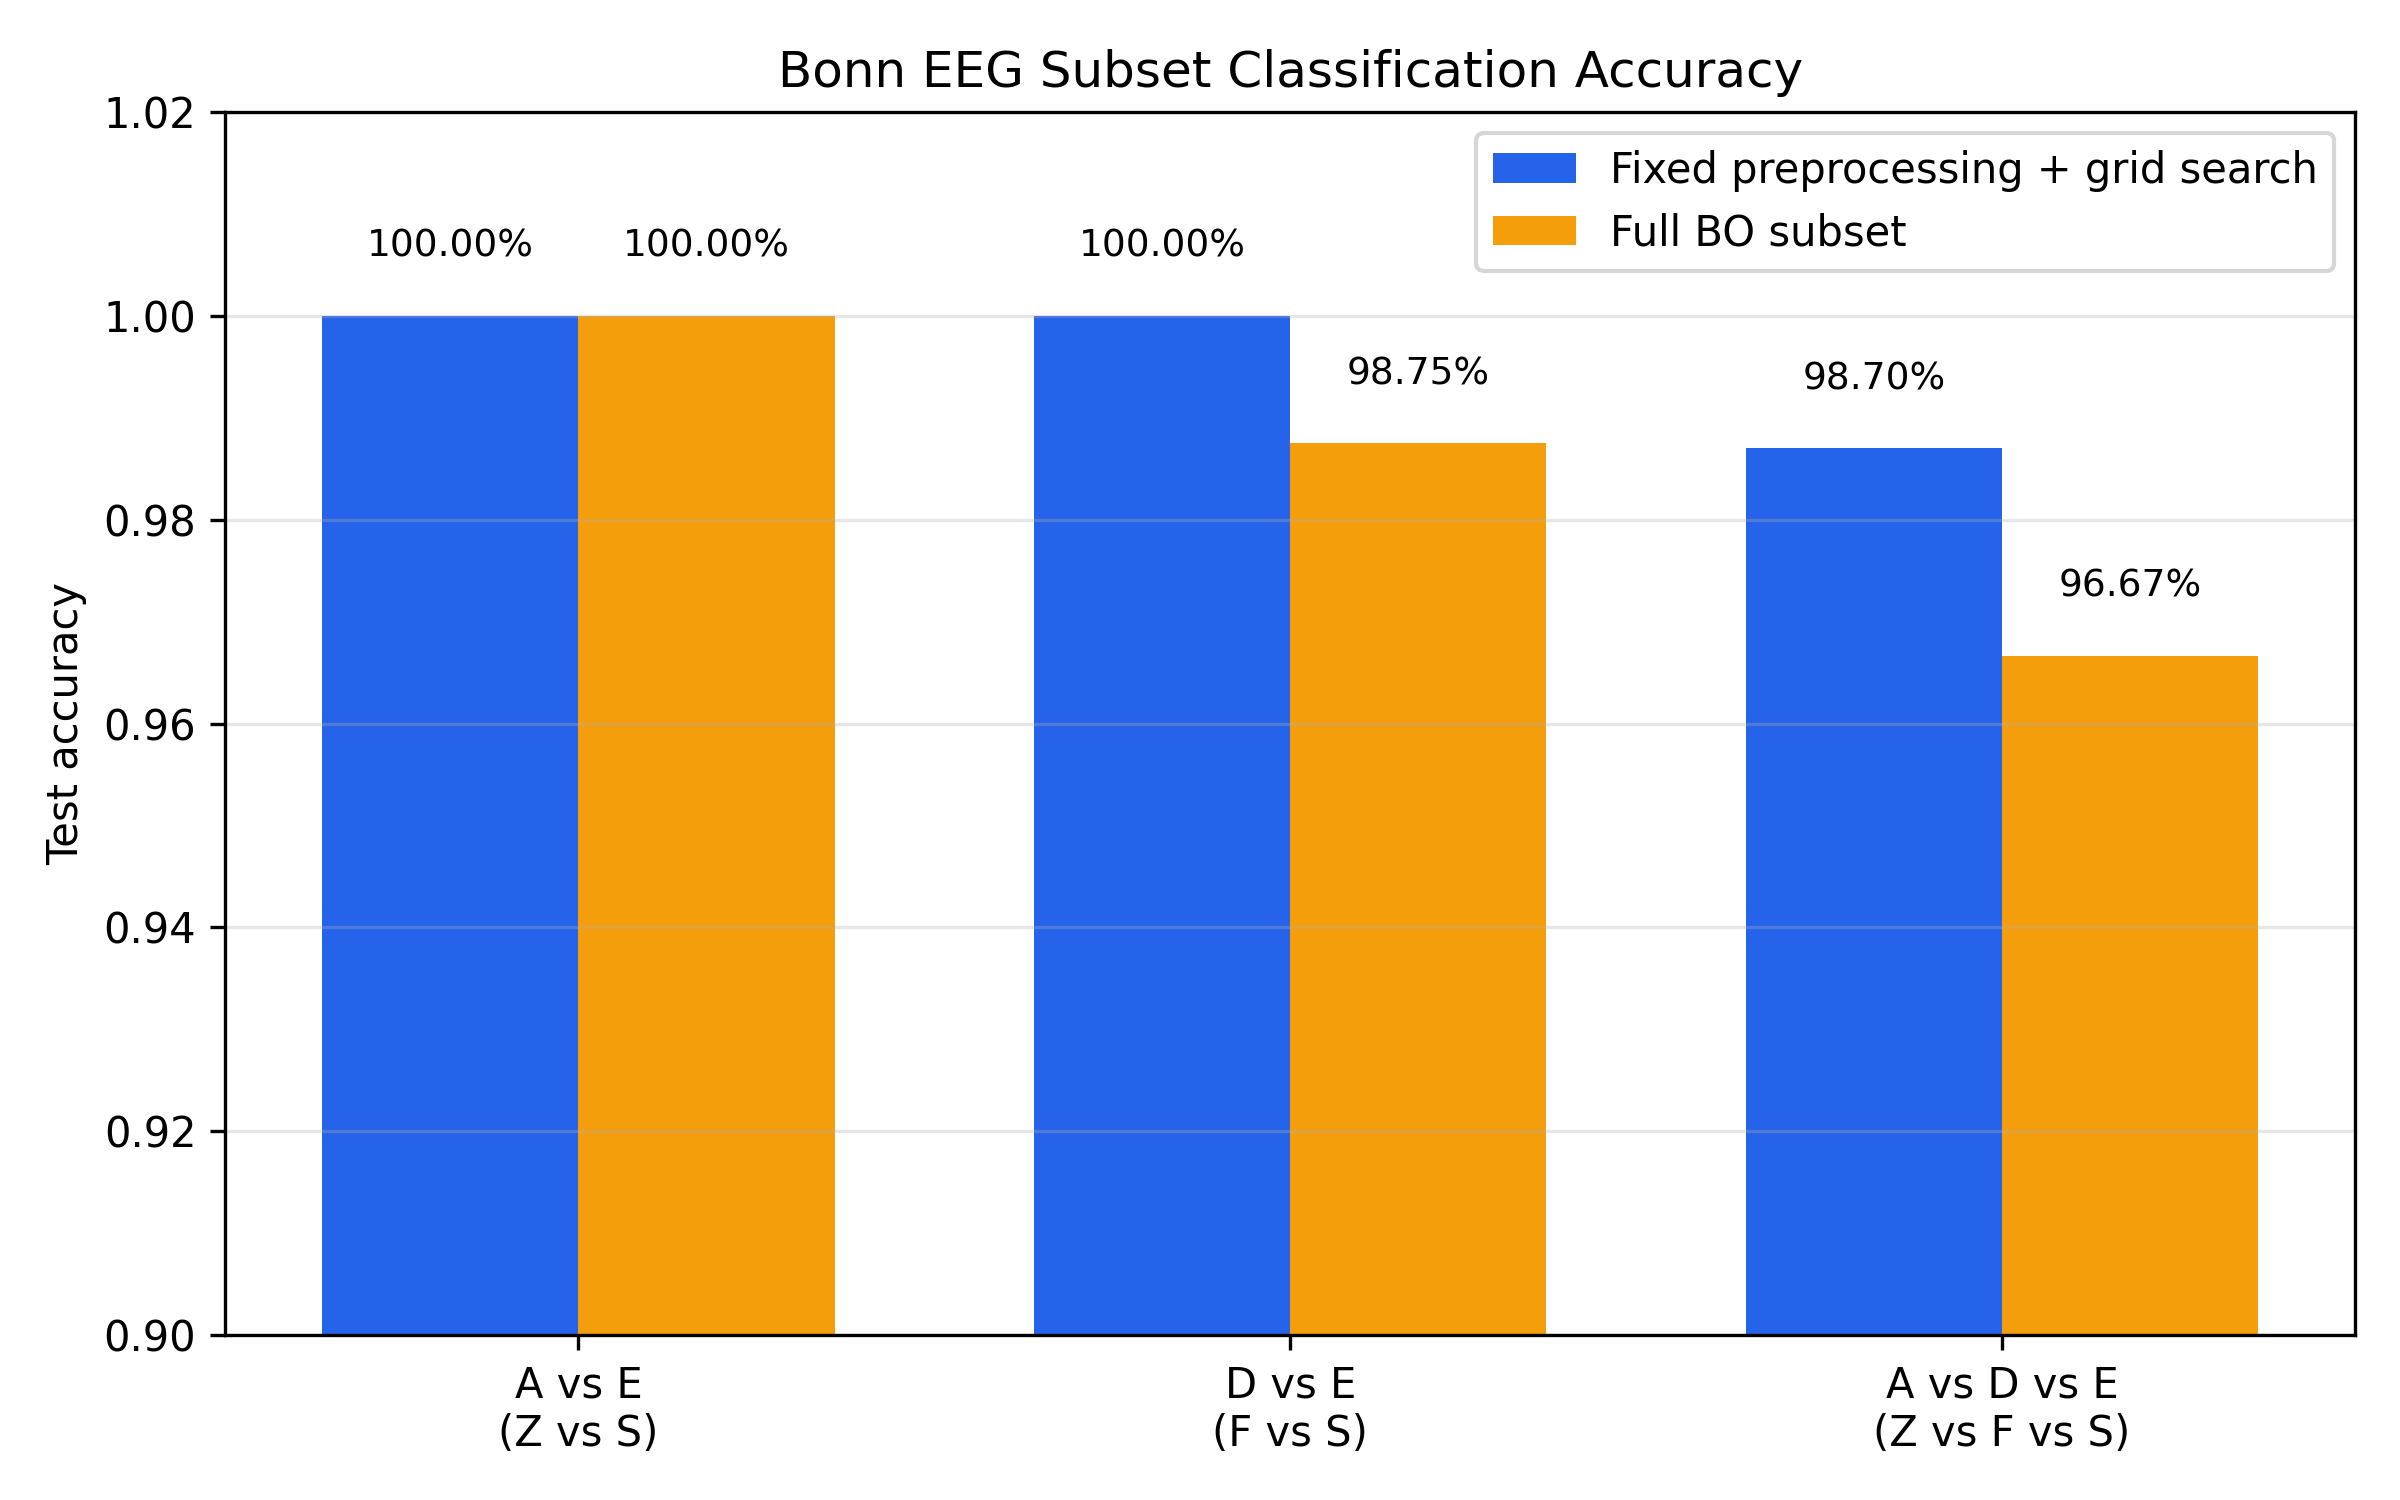 Bonn EEG Subset Classification Accuracy
Fixed preprocessing + grid search
Full BO subset
100.00%
100.00%
100.00%
98.75%
98.70%
96.67%
Test accuracy
1.02
1.00
0.98
0.96
0.94
0.92
0.90
A vs E
(Z vs S)
D vs E
(F vs S)
A vs D vs E
(Z vs F vs S)